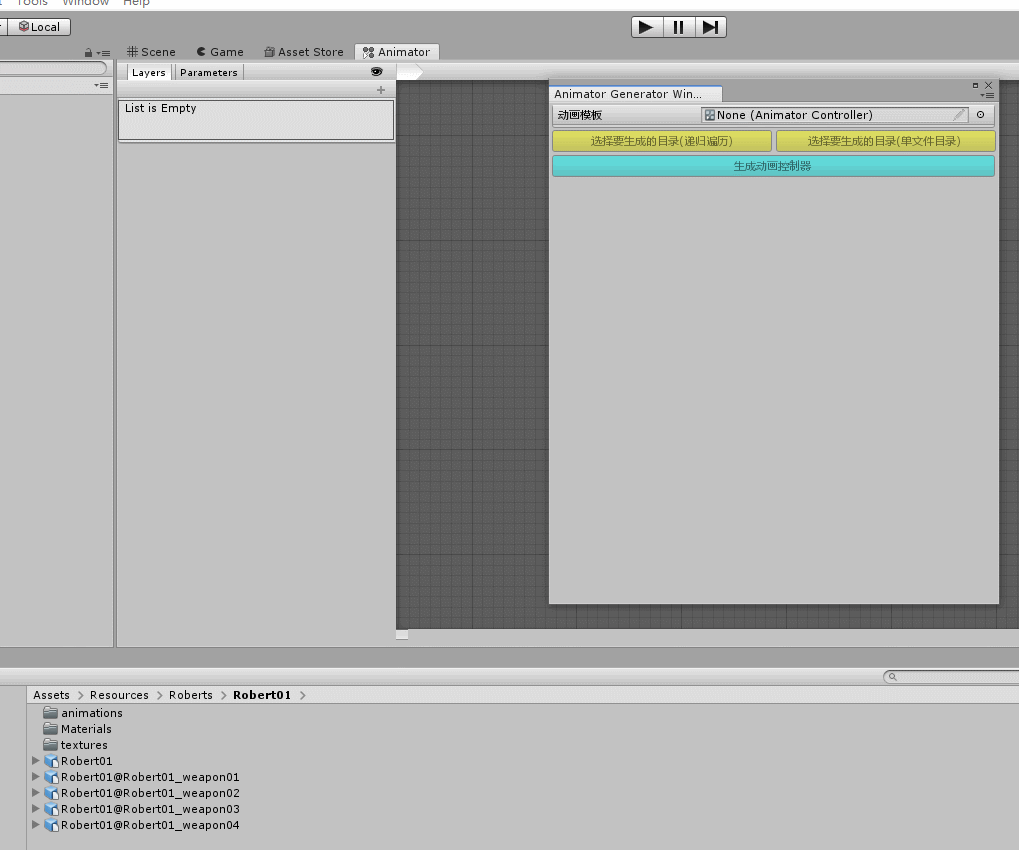 Tools Window Help
Local
Scene Game Asset Store Animator
Layers Parameters
List is Empty
Animator Generator Win...
动画模板 None (Animator Controller)
选择要生成的目录(递归遍历) 选择要生成的目录(单文件目录)
生成动画控制器
Assets Resources Roberts Robert01
animations
Materials
textures
Robert01
Robert01@Robert01_weapon01
Robert01@Robert01_weapon02
Robert01@Robert01_weapon03
Robert01@Robert01_weapon04